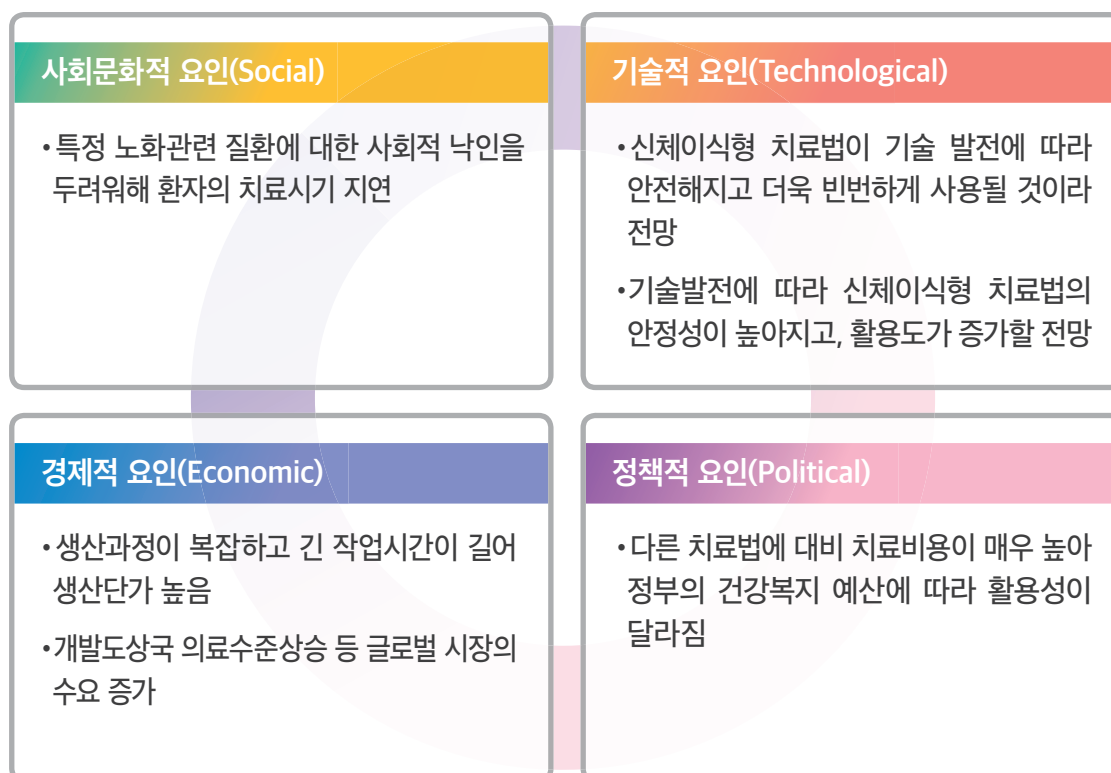 사회문화적 요인(Social)
•특정 노화관련 질환에 대한 사회적 낙인을
두려워해 환자의 치료시기 지연
기술적 요인(Technological)
•신체이식형 치료법이 기술 발전에 따라
안전해지고 더욱 빈번하게 사용될 것이라
전망
•기술발전에 따라 신체이식형 치료법의
안정성이 높아지고, 활용도가 증가할 전망
경제적 요인(Economic)
•생산과정이 복잡하고 긴 작업시간이 길어
생산단가 높음
•개발도상국 의료수준상승 등 글로벌 시장의
수요 증가
정책적 요인(Political)
•다른 치료법에 대비 치료비용이 매우 높아
정부의 건강복지 예산에 따라 활용성이
달라짐